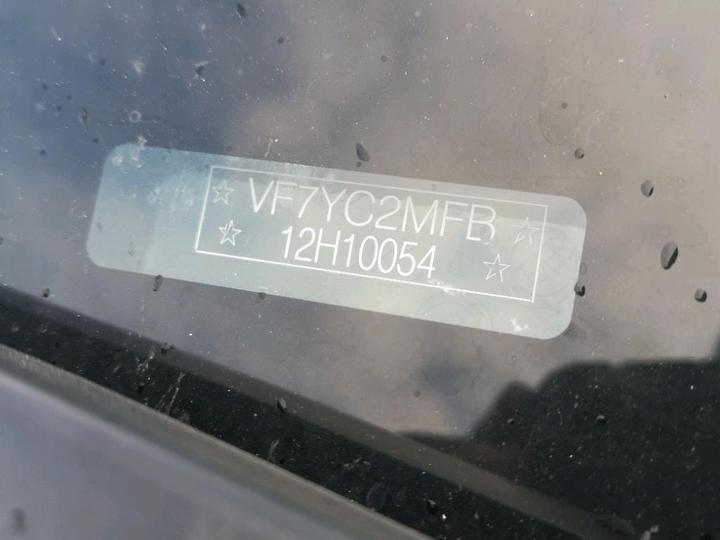 ☆ VF7YC2MFB ☆
☆ 12H10054 ☆